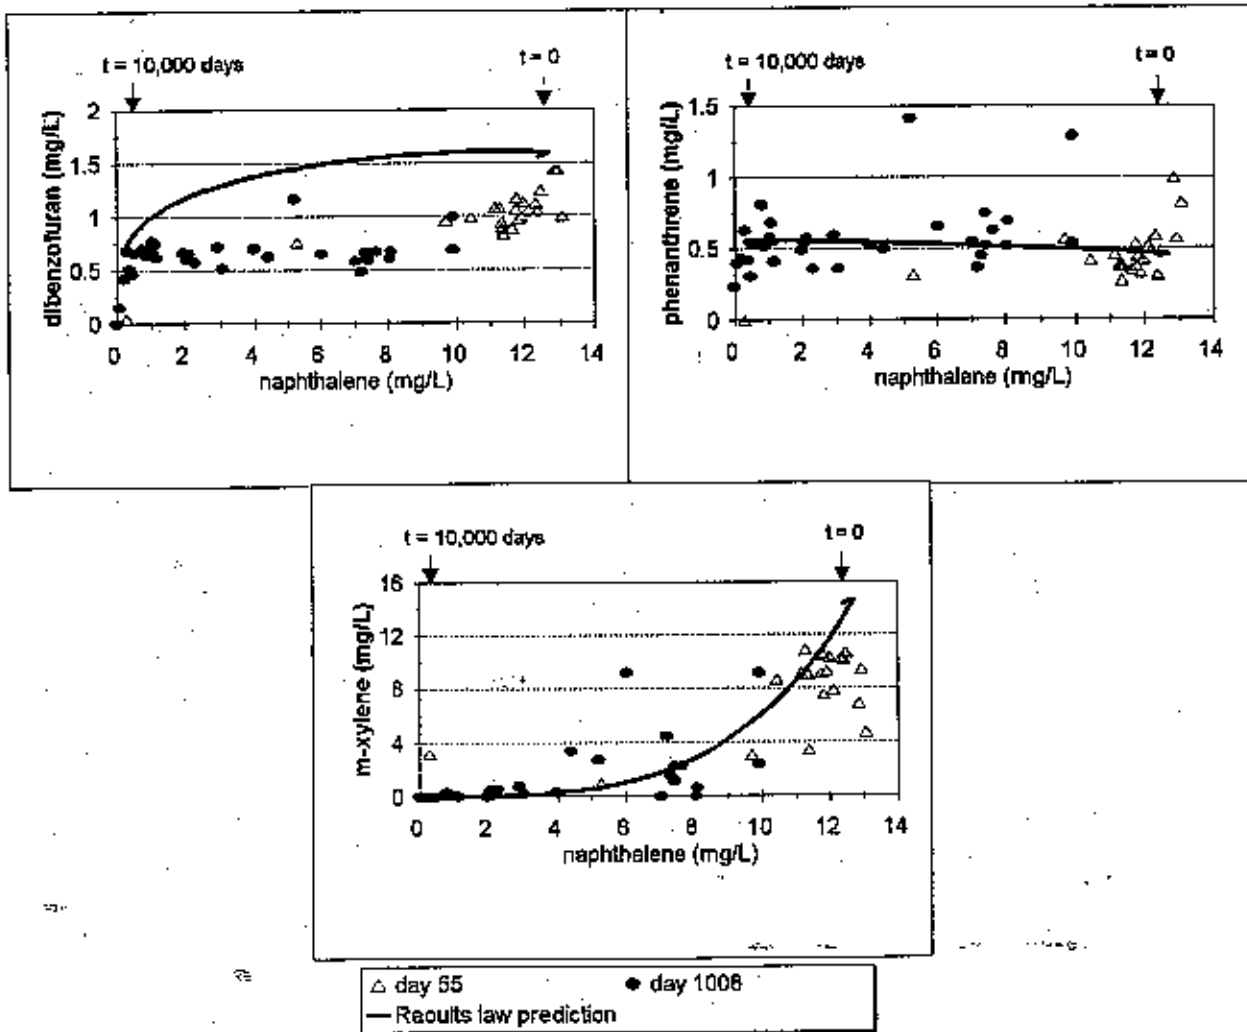 t = 10,000 days
t = 0
dibenzofuran (mg/L)
2
1.5
1
0.5
0
0 2 4 6 8 10 12 14
naphthalene (mg/L)
t = 10,000 days
t = 0
phenanthrene (mg/L)
1.5
1
0.5
0
0 2 4 6 8 10 12 14
naphthalene (mg/L)
t = 10,000 days
t = 0
m-xylene (mg/L)
16
12
8
4
0
0 2 4 6 8 10 12 14
naphthalene (mg/L)
△ day 55 ● day 1008
Raoults law prediction